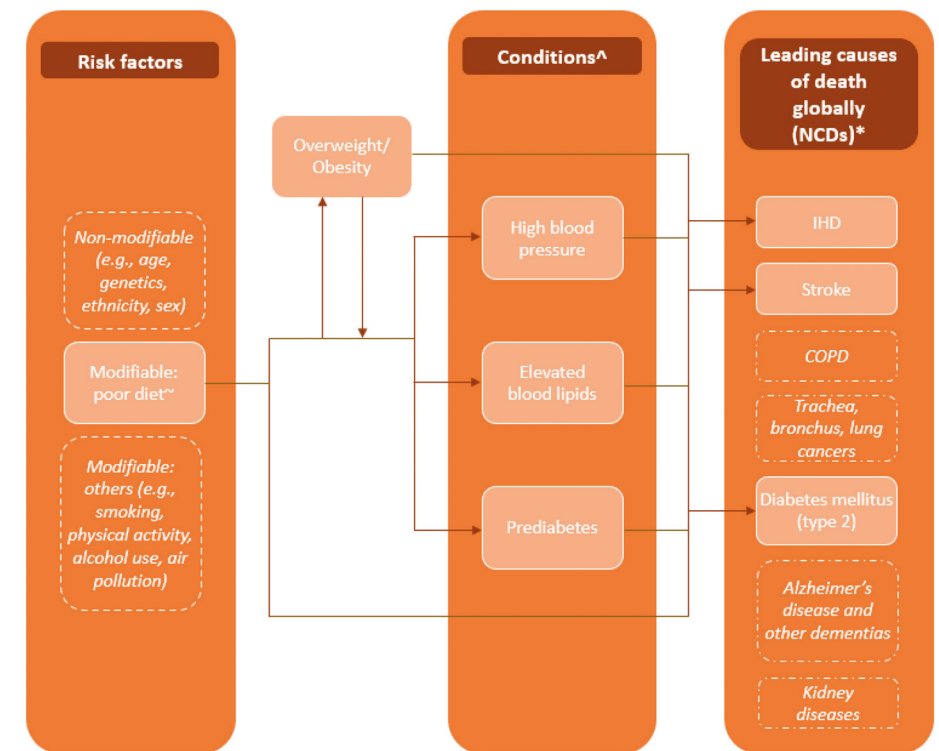 Risk factors
Non-modifiable
(e.g., age,
genetics,
ethnicity, sex)
Modifiable:
poor diet~
Modifiable:
others (e.g.,
smoking,
physical activity,
alcohol use, air
pollution)
Overweight/
Obesity
Conditions^
High blood
pressure
Elevated
blood lipids
Prediabetes
Leading causes
of death
globally
(NCDs)*
IHD
Stroke
COPD
Trachea,
bronchus, lung
cancers
Diabetes mellitus
(type 2)
Alzheimer's
disease and
other dementias
Kidney
diseases